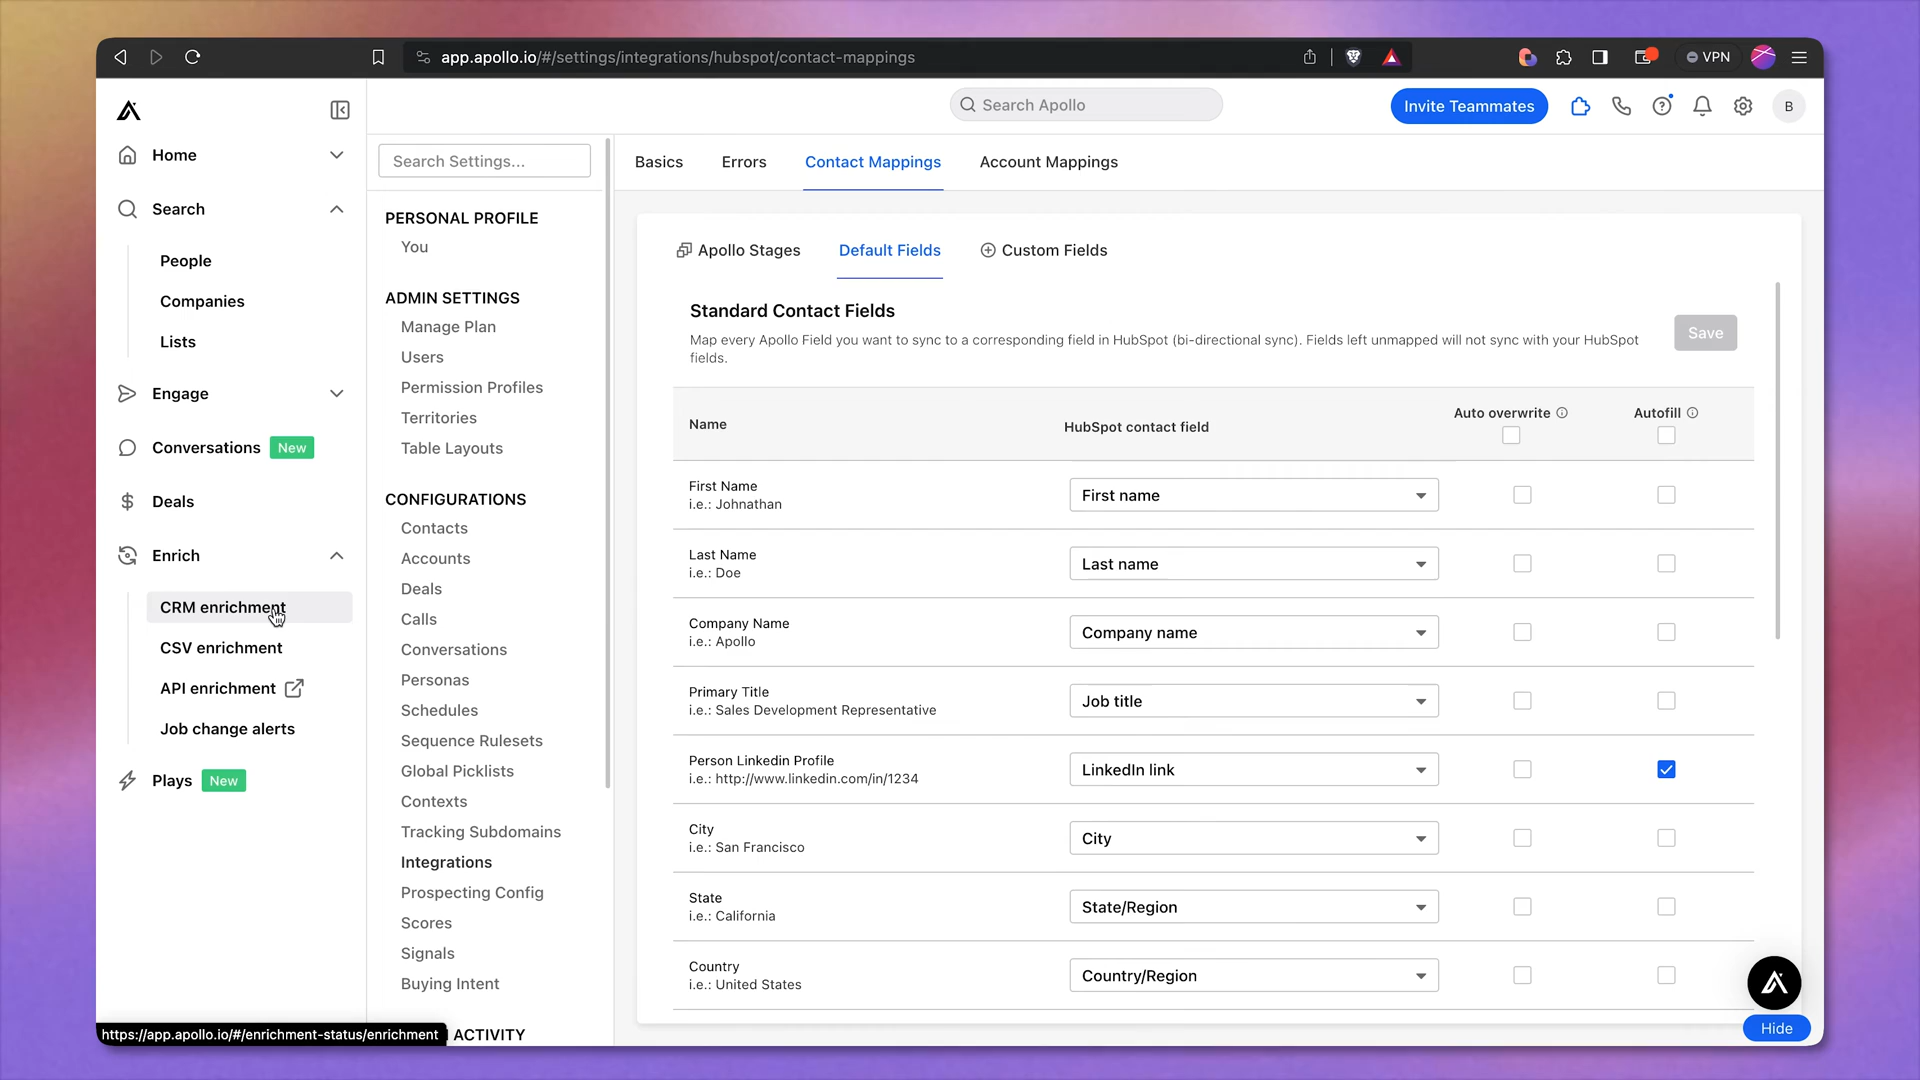 app.apollo.io/#/settings/integrations/hubspot/contact-mappings
VPN
Search Apollo
Invite Teammates
B
Home
Search
People
Companies
Lists
Engage
Conversations New
Deals
Enrich
CRM enrichment
CSV enrichment
API enrichment
Job change alerts
Plays New
https://app.apollo.io/#/enrichment-status/enrichment
Search Settings...
PERSONAL PROFILE
You
ADMIN SETTINGS
Manage Plan
Users
Permission Profiles
Territories
Table Layouts
CONFIGURATIONS
Contacts
Accounts
Deals
Calls
Conversations
Personas
Schedules
Sequence Rulesets
Global Picklists
Contexts
Tracking Subdomains
Integrations
Prospecting Config
Scores
Signals
Buying Intent
ACTIVITY
Basics Errors Contact Mappings Account Mappings
Apollo Stages Default Fields Custom Fields
Standard Contact Fields
Map every Apollo Field you want to sync to a corresponding field in HubSpot (bi-directional sync). Fields left unmapped will not sync with your HubSpot
fields.
Save
Name HubSpot contact field Auto overwrite Autofill
First Name
i.e.: Johnathan
First name
Last Name
i.e.: Doe
Last name
Company Name
i.e.: Apollo
Company name
Primary Title
i.e.: Sales Development Representative
Job title
Person Linkedin Profile
i.e.: http://www.linkedin.com/in/1234
LinkedIn link
City
i.e.: San Francisco
City
State
i.e.: California
State/Region
Country
i.e.: United States
Country/Region
Hide